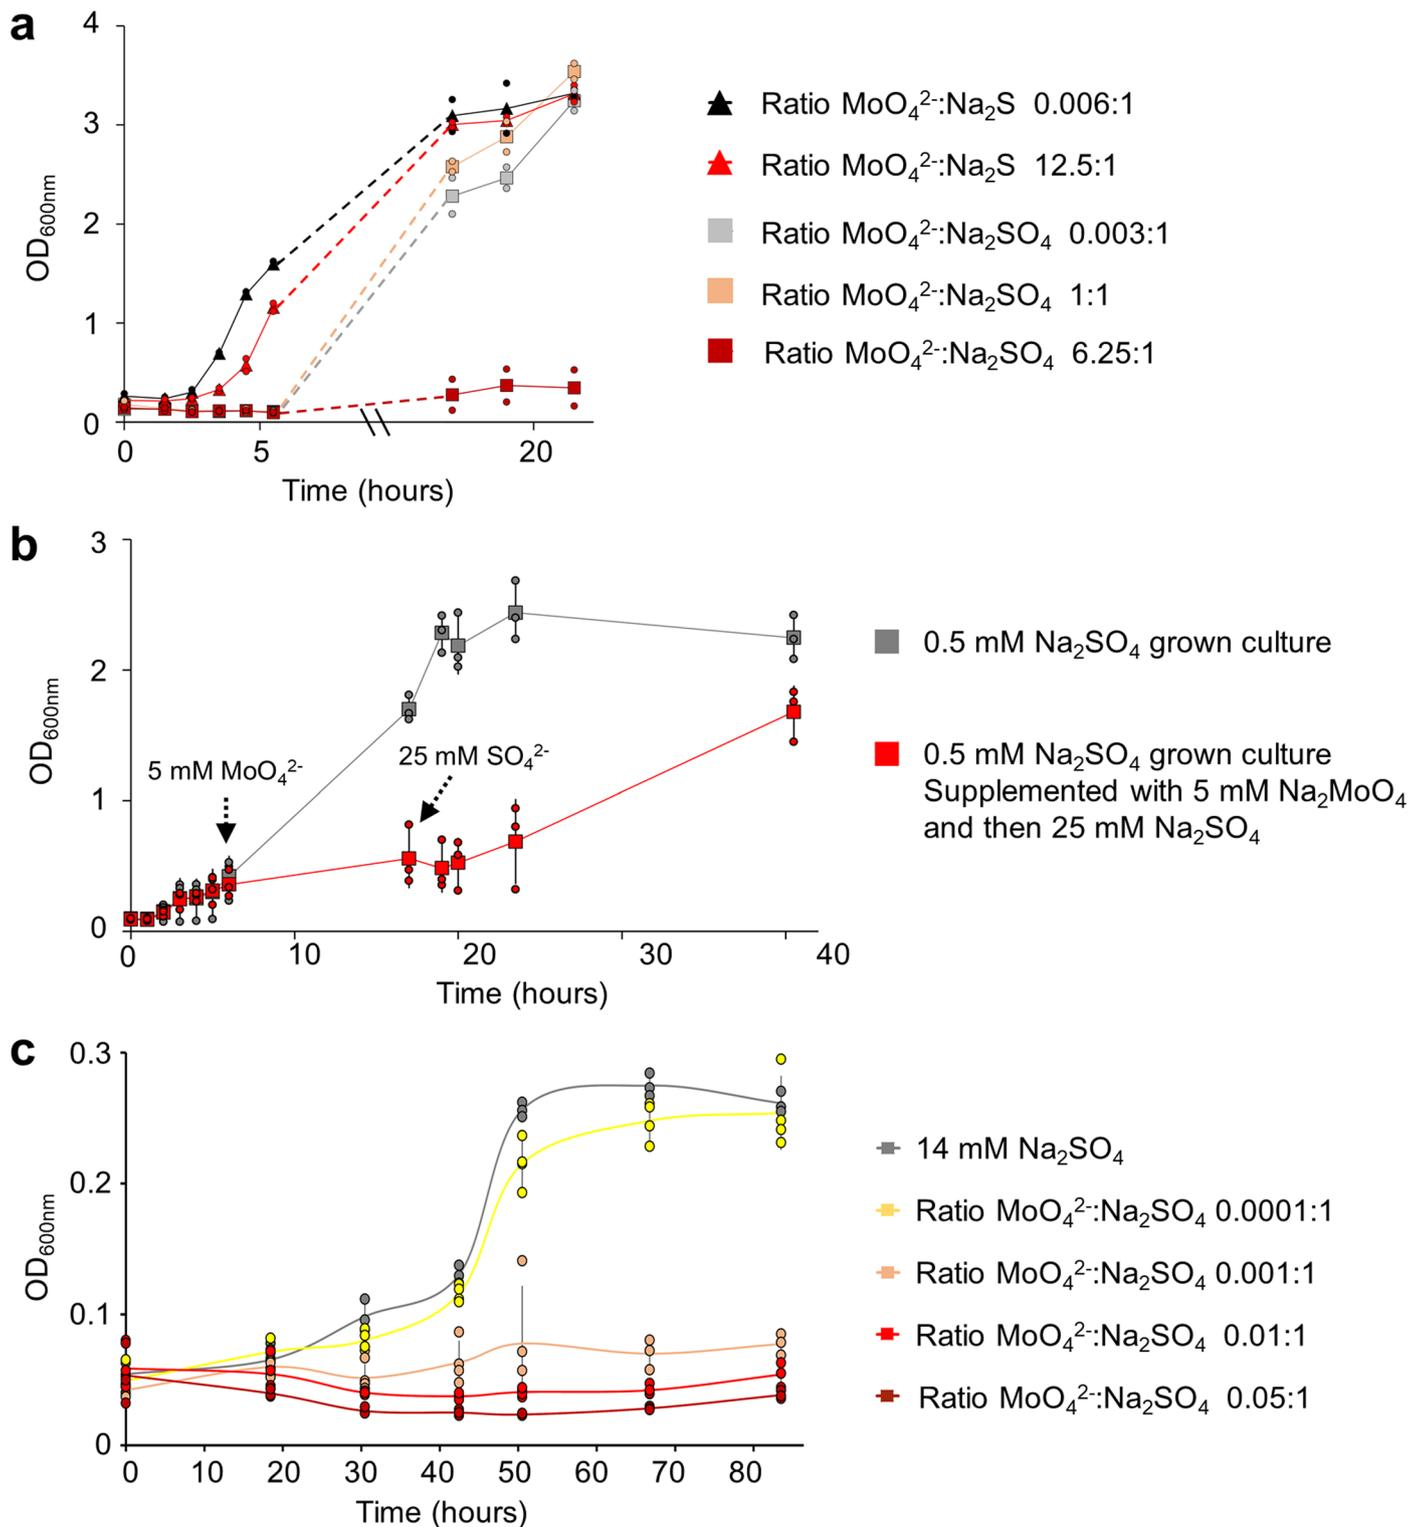 a
4
3
2
1
0
OD600nm
0 5 20
Time (hours)
Ratio MoO₄²⁻:Na₂S 0.006:1
Ratio MoO₄²⁻:Na₂S 12.5:1
Ratio MoO₄²⁻:Na₂SO₄ 0.003:1
Ratio MoO₄²⁻:Na₂SO₄ 1:1
Ratio MoO₄²⁻:Na₂SO₄ 6.25:1
b
3
2
1
0
OD600nm
5 mM MoO₄²⁻
25 mM SO₄²⁻
0 10 20 30 40
Time (hours)
0.5 mM Na₂SO₄ grown culture
0.5 mM Na₂SO₄ grown culture
Supplemented with 5 mM Na₂MoO₄
and then 25 mM Na₂SO₄
c
0.3
0.2
0.1
0
OD600nm
0 10 20 30 40 50 60 70 80
Time (hours)
14 mM Na₂SO₄
Ratio MoO₄²⁻:Na₂SO₄ 0.0001:1
Ratio MoO₄²⁻:Na₂SO₄ 0.001:1
Ratio MoO₄²⁻:Na₂SO₄ 0.01:1
Ratio MoO₄²⁻:Na₂SO₄ 0.05:1